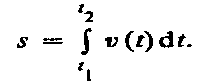 s = ∫_{t_1}^{t_2} v (t) dt.